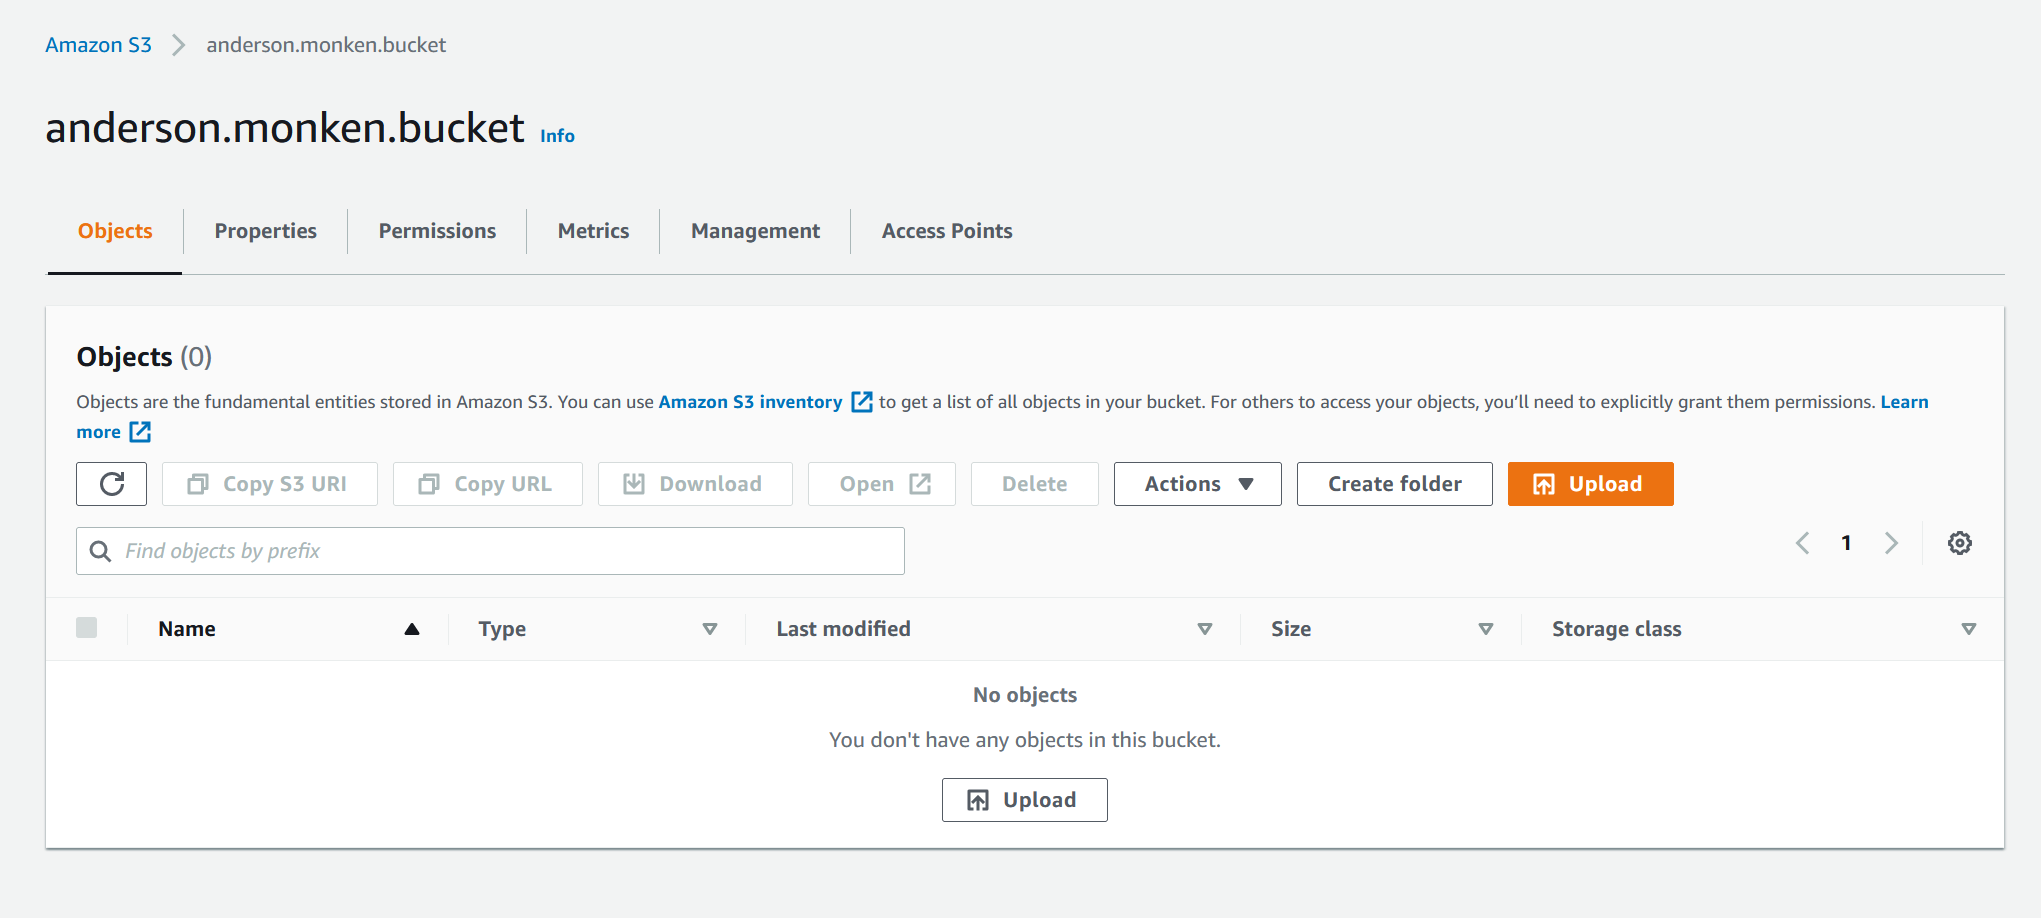 Amazon S3 anderson.monken.bucket
anderson.monken.bucket Info
Objects Properties Permissions Metrics Management Access Points
Objects (0)
Objects are the fundamental entities stored in Amazon S3. You can use Amazon S3 inventory to get a list of all objects in your bucket. For others to access your objects, you’ll need to explicitly grant them permissions. Learn
more
Copy S3 URI Copy URL Download Open Delete Actions Create folder Upload
Find objects by prefix 1
Name Type Last modified Size Storage class
No objects
You don't have any objects in this bucket.
Upload